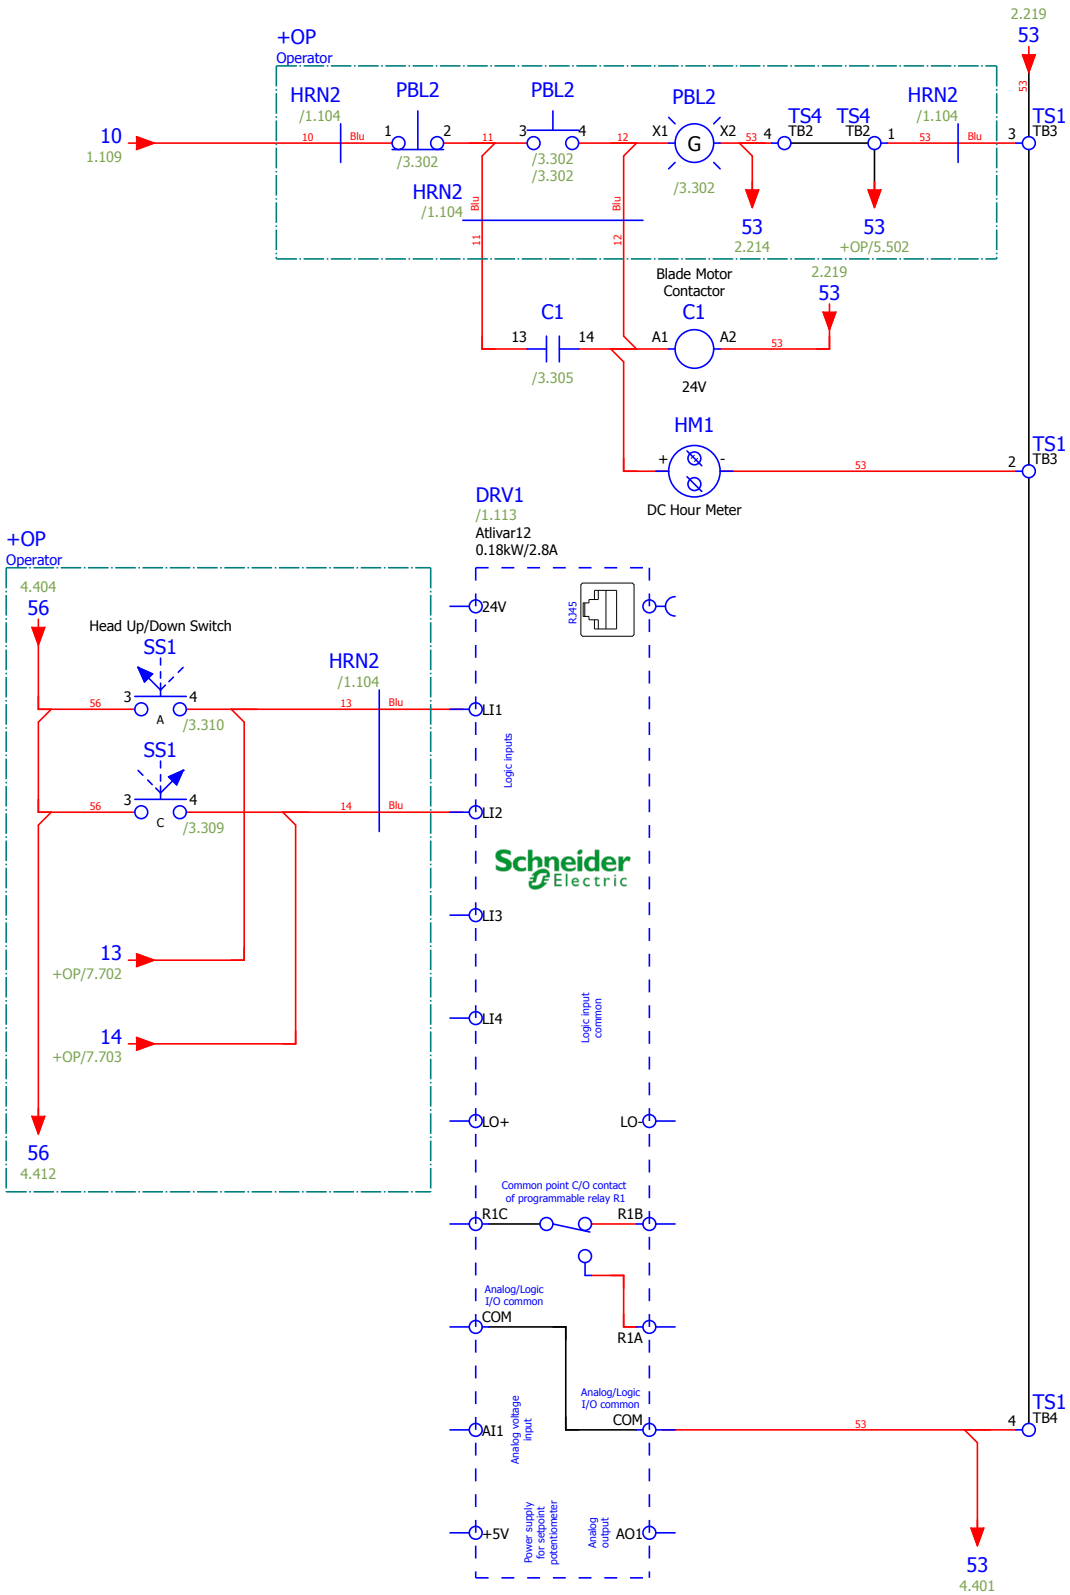 2.219
53
53
+OP
Operator
HRN2
/1.104
PBL2
PBL2
PBL2
TS4
TB2
TS4
TB2
HRN2
/1.104
TS1
TB3
10
1.109
10
Blu
1
2
/3.302
11
3
4
/3.302
/3.302
12
X1
G
X2
/3.302
53
4
1
53
Blu
3
HRN2
/1.104
Blu
Blu
11
12
53
2.214
53
+OP/5.502
Blade Motor
Contactor
2.219
53
C1
13
14
/3.305
C1
A1
A2
53
24V
HM1
+
-
53
2
TS1
TB3
DC Hour Meter
DRV1
/1.113
Atlivar12
0.18kW/2.8A
+OP
Operator
4.404
56
Head Up/Down Switch
SS1
HRN2
/1.104
56
3
4
A
/3.310
13
Blu
SS1
56
3
4
C
/3.309
14
Blu
13
+OP/7.702
14
+OP/7.703
56
4.412
24V
RJ45
LI1
Logic inputs
LI2
Schneider
Electric
LI3
LI4
Logic input
common
LO+
LO-
Common point C/O contact
of programmable relay R1
R1C
R1B
Analog/Logic
I/O common
COM
R1A
Analog/Logic
I/O common
COM
53
4
TS1
TB4
AI1
Analog voltage
input
+5V
Power supply
for setpoint
potentiometer
Analog
output
AO1
53
4.401